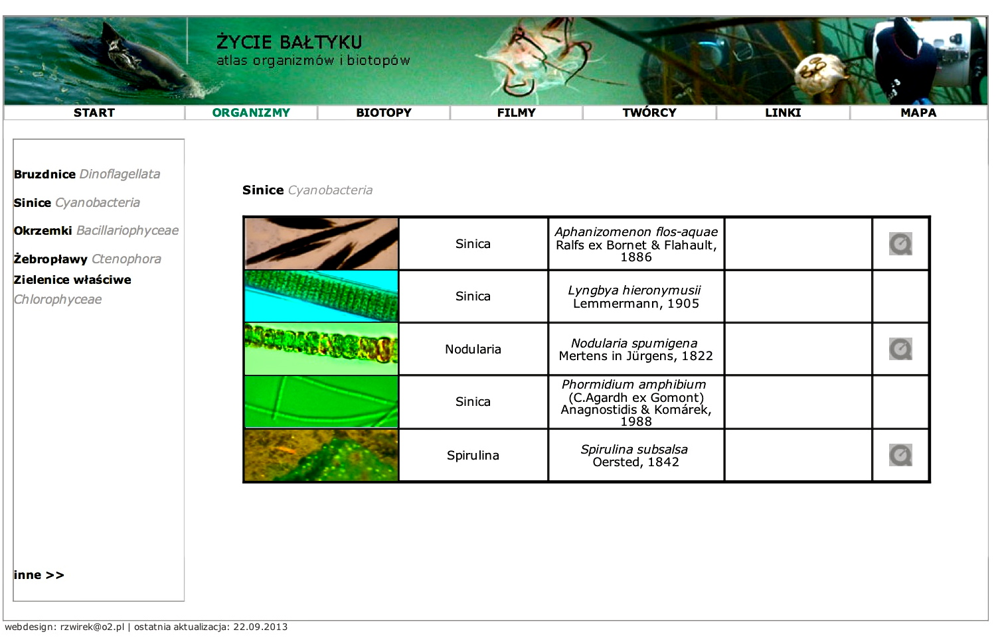 ŻYCIE BAŁTYKU
atlas organizmów i biotopów
START ORGANIZMY BIOTOPY FILMY TWÓRCY LINKI MAPA
Bruzdnice Dinoflagellata
Sinice Cyanobacteria
Okrzemki Bacillariophyceae
Żebropławy Ctenophora
Zielenice właściwe
Chlorophyceae
inne >>
Sinice Cyanobacteria
Sinica
Aphanizomenon flos-aquae
Ralfs ex Bornet & Flahault,
1886
Sinica
Lyngbya hieronymusii
Lemmermann, 1905
Nodularia
Nodularia spumigena
Mertens in Jürgens, 1822
Sinica
Phormidium amphibium
(C.Agardh ex Gomont)
Anagnostidis & Komárek,
1988
Spirulina
Spirulina subsalsa
Oersted, 1842
webdesign: rzwirek@o2.pl | ostatnia aktualizacja: 22.09.2013